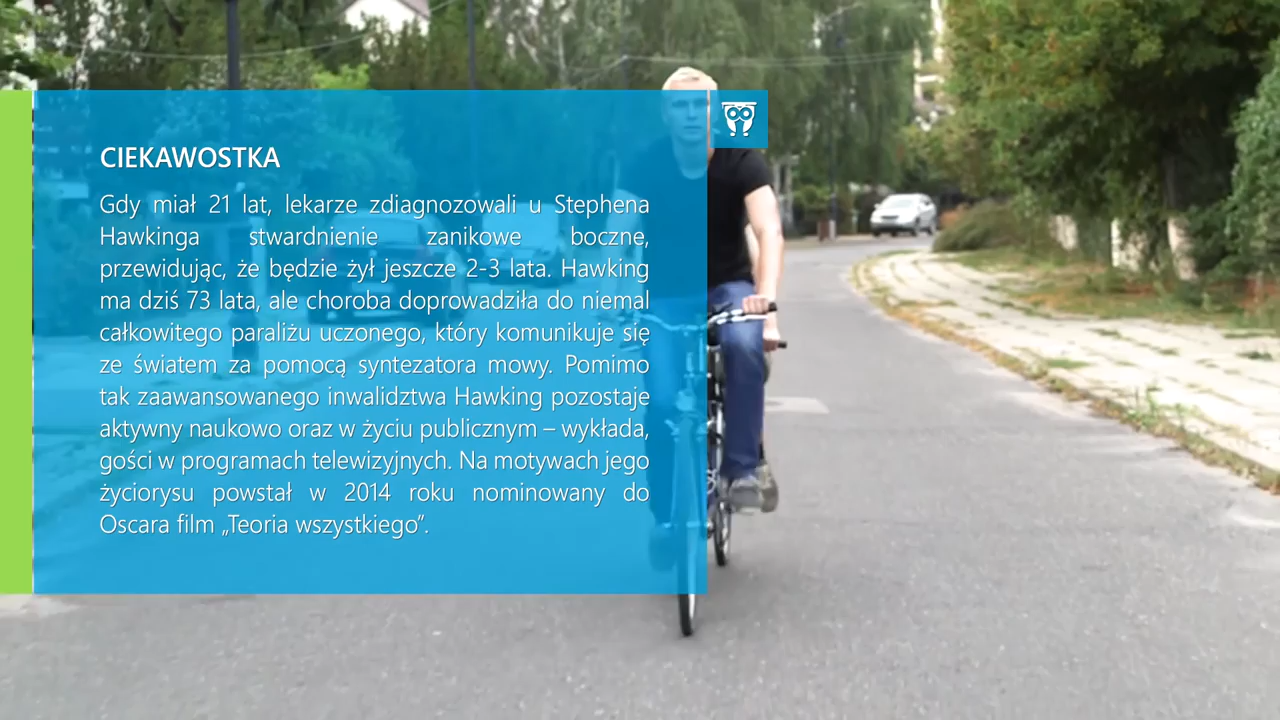 CIEKAWOSTKA
Gdy miał 21 lat, lekarze zdiagnozowali u Stephena
Hawkinga stwardnienie zanikowe boczne,
przewidując, że będzie żył jeszcze 2-3 lata. Hawking
ma dziś 73 lata, ale choroba doprowadziła do niemal
całkowitego paraliżu uczonego, który komunikuje się
ze światem za pomocą syntezatora mowy. Pomimo
tak zaawansowanego inwalidztwa Hawking pozostaje
aktywny naukowo oraz w życiu publicznym – wykłada,
gości w programach telewizyjnych. Na motywach jego
życiorysu powstał w 2014 roku nominowany do
Oscara film „Teoria wszystkiego”.